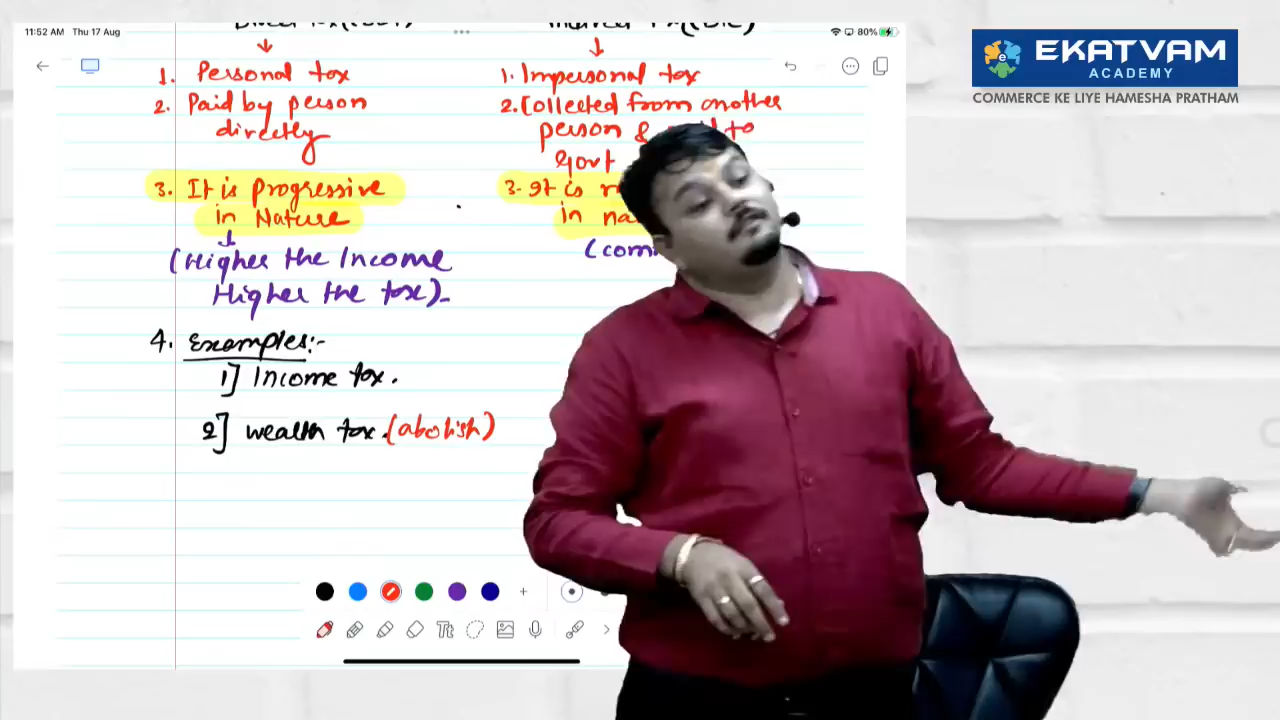 11:52 AM Thu 17 Aug
80%
EKATVAM
ACADEMY
COMMERCE KE LIYE HAMESHA PRATHAM
1. Personal tax
2. Paid by person
directly
3. It is progressive
in Nature
(Higher the Income
Higher the tax).
4. Examples:-
1] Income tax.
2] wealth tax. (abolish)
1. Impersonal tax
2. Collected from another
person & to
Govt
3. It is
in
Tt